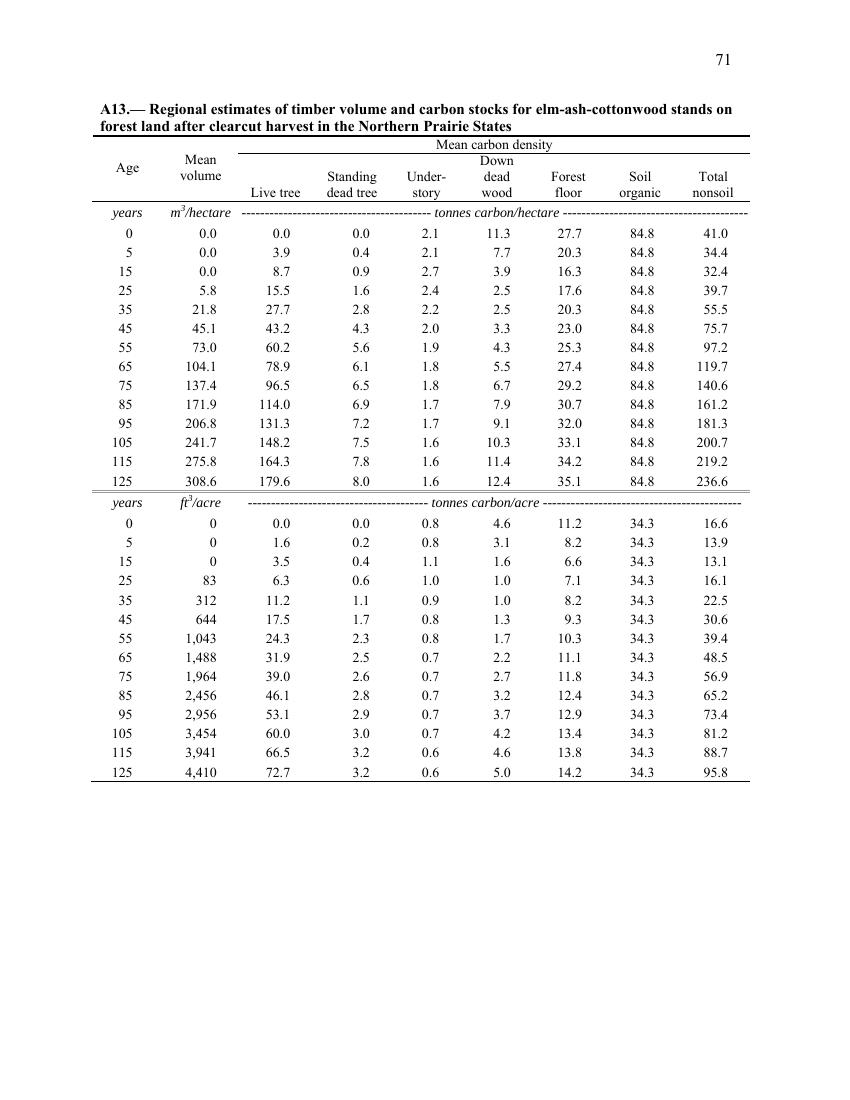 71
A13.— Regional estimates of timber volume and carbon stocks for elm-ash-cottonwood stands on
forest land after clearcut harvest in the Northern Prairie States
Mean carbon density
Age Mean volume Live tree Standing dead tree Under-story Down dead wood Forest floor Soil organic Total nonsoil
years m³/hectare ----------------------------------------- tonnes carbon/hectare ----------------------------------------
0 0.0 0.0 0.0 2.1 11.3 27.7 84.8 41.0
5 0.0 3.9 0.4 2.1 7.7 20.3 84.8 34.4
15 0.0 8.7 0.9 2.7 3.9 16.3 84.8 32.4
25 5.8 15.5 1.6 2.4 2.5 17.6 84.8 39.7
35 21.8 27.7 2.8 2.2 2.5 20.3 84.8 55.5
45 45.1 43.2 4.3 2.0 3.3 23.0 84.8 75.7
55 73.0 60.2 5.6 1.9 4.3 25.3 84.8 97.2
65 104.1 78.9 6.1 1.8 5.5 27.4 84.8 119.7
75 137.4 96.5 6.5 1.8 6.7 29.2 84.8 140.6
85 171.9 114.0 6.9 1.7 7.9 30.7 84.8 161.2
95 206.8 131.3 7.2 1.7 9.1 32.0 84.8 181.3
105 241.7 148.2 7.5 1.6 10.3 33.1 84.8 200.7
115 275.8 164.3 7.8 1.6 11.4 34.2 84.8 219.2
125 308.6 179.6 8.0 1.6 12.4 35.1 84.8 236.6
years ft³/acre --------------------------------------- tonnes carbon/acre -------------------------------------------
0 0 0.0 0.0 0.8 4.6 11.2 34.3 16.6
5 0 1.6 0.2 0.8 3.1 8.2 34.3 13.9
15 0 3.5 0.4 1.1 1.6 6.6 34.3 13.1
25 83 6.3 0.6 1.0 1.0 7.1 34.3 16.1
35 312 11.2 1.1 0.9 1.0 8.2 34.3 22.5
45 644 17.5 1.7 0.8 1.3 9.3 34.3 30.6
55 1,043 24.3 2.3 0.8 1.7 10.3 34.3 39.4
65 1,488 31.9 2.5 0.7 2.2 11.1 34.3 48.5
75 1,964 39.0 2.6 0.7 2.7 11.8 34.3 56.9
85 2,456 46.1 2.8 0.7 3.2 12.4 34.3 65.2
95 2,956 53.1 2.9 0.7 3.7 12.9 34.3 73.4
105 3,454 60.0 3.0 0.7 4.2 13.4 34.3 81.2
115 3,941 66.5 3.2 0.6 4.6 13.8 34.3 88.7
125 4,410 72.7 3.2 0.6 5.0 14.2 34.3 95.8